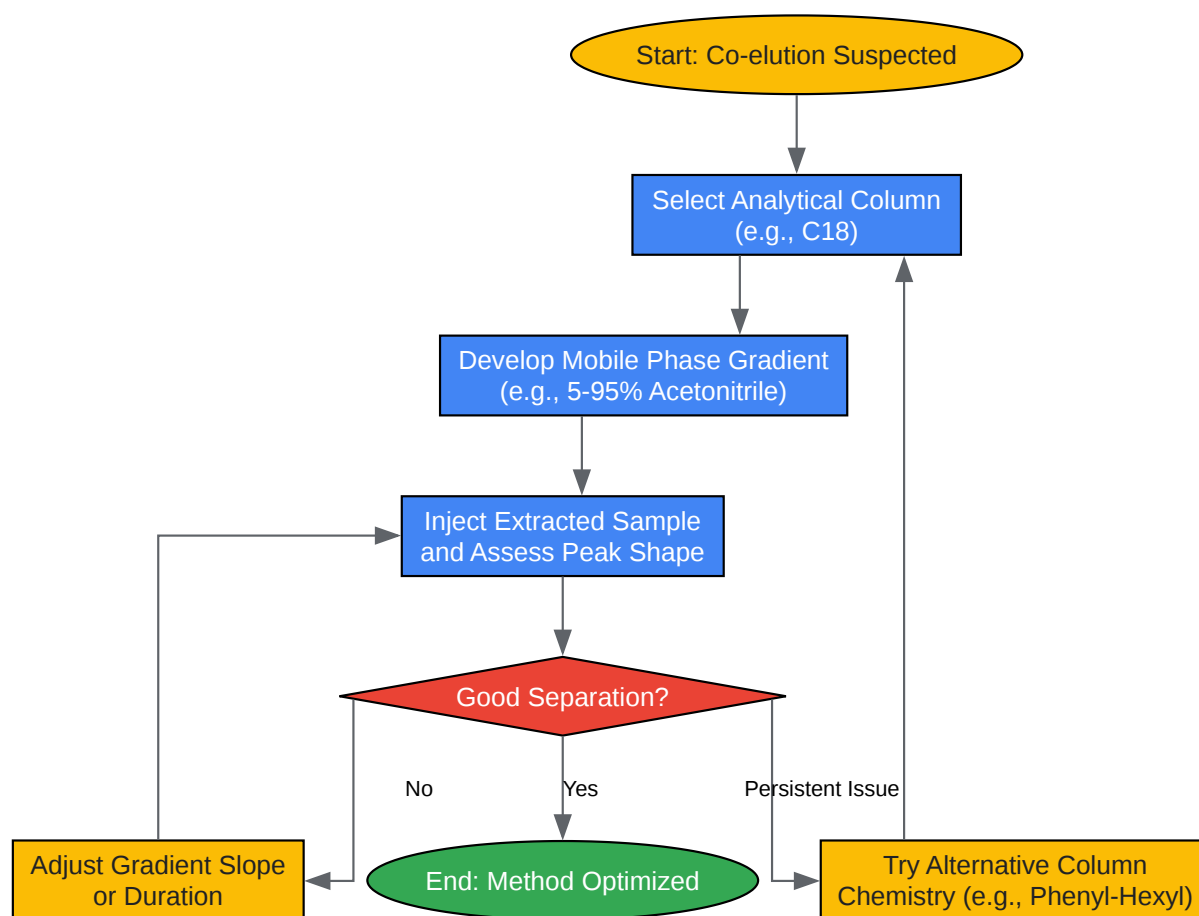 Start: Co-elution Suspected
Select Analytical Column
(e.g., C18)
Develop Mobile Phase Gradient
(e.g., 5-95% Acetonitrile)
Inject Extracted Sample
and Assess Peak Shape
Good Separation?
No
Yes
Persistent Issue
Adjust Gradient Slope
or Duration
End: Method Optimized
Try Alternative Column
Chemistry (e.g., Phenyl-Hexyl)